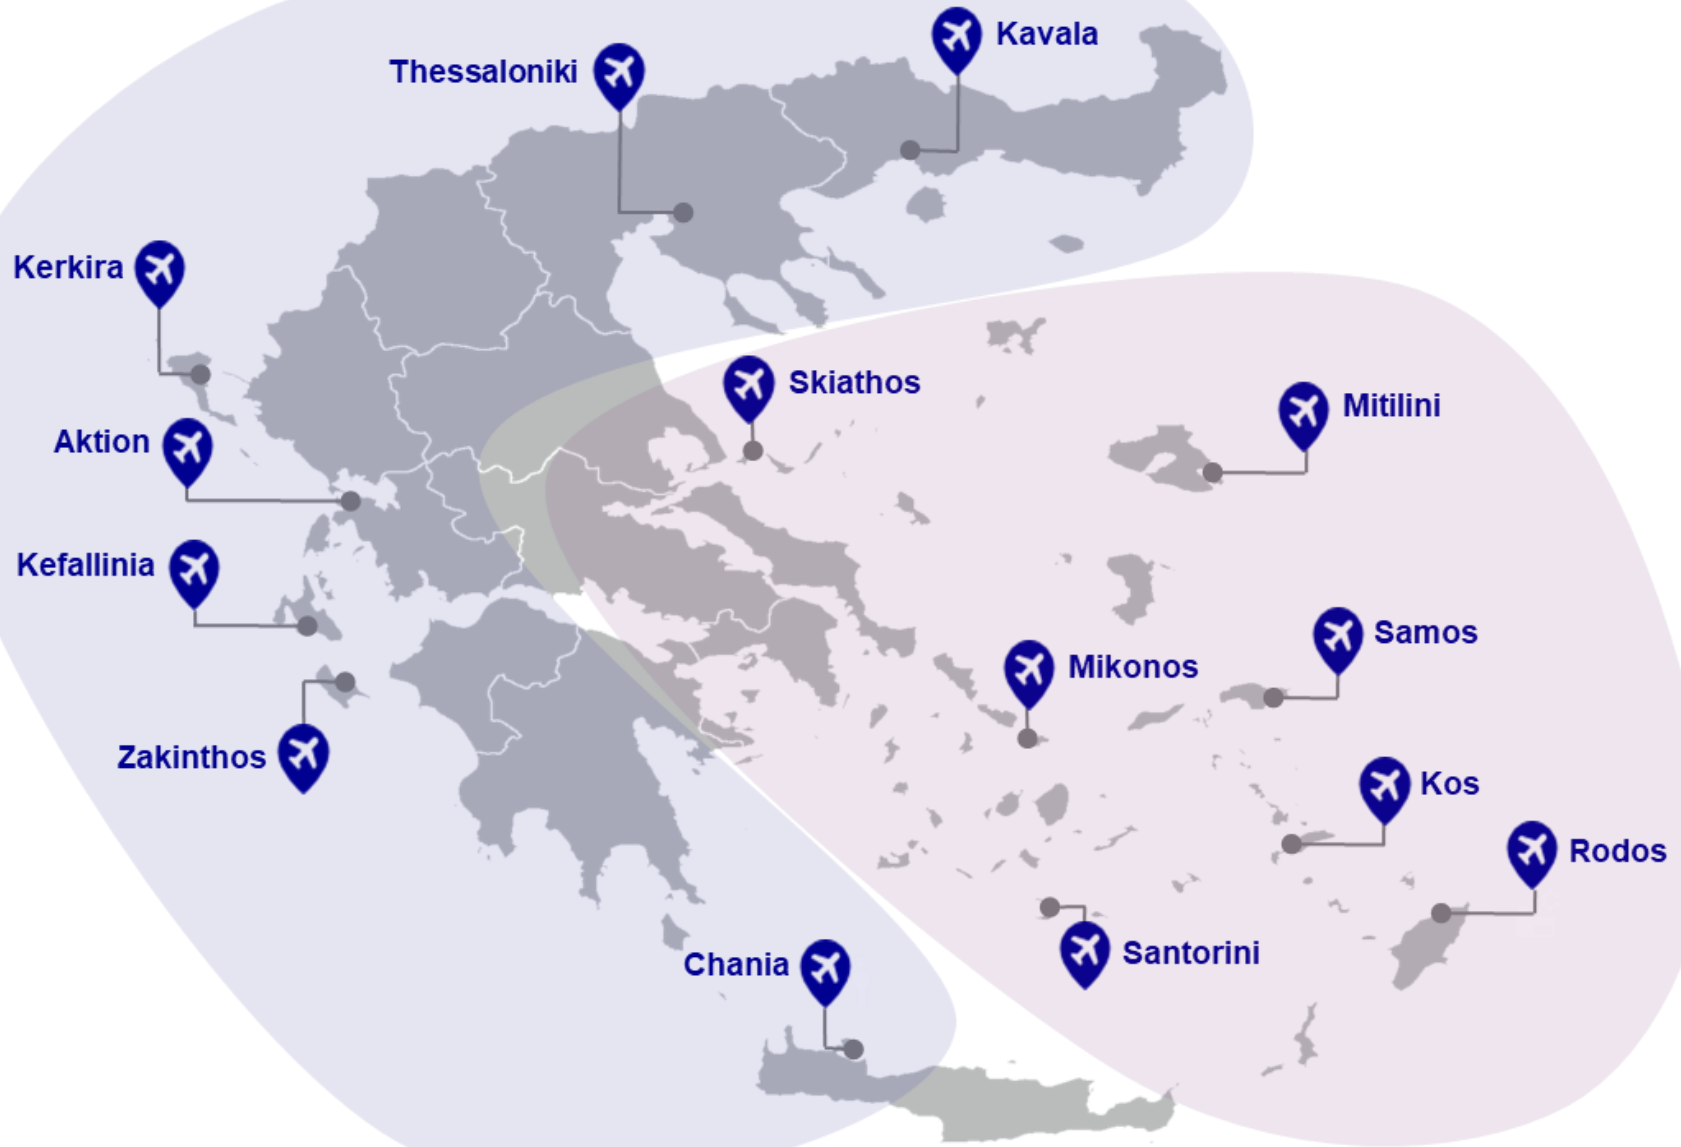 Kavala
Thessaloniki
Kerkira
Skiathos
Mitilini
Aktion
Kefallinia
Samos
Mikonos
Zakinthos
Kos
Rodos
Santorini
Chania